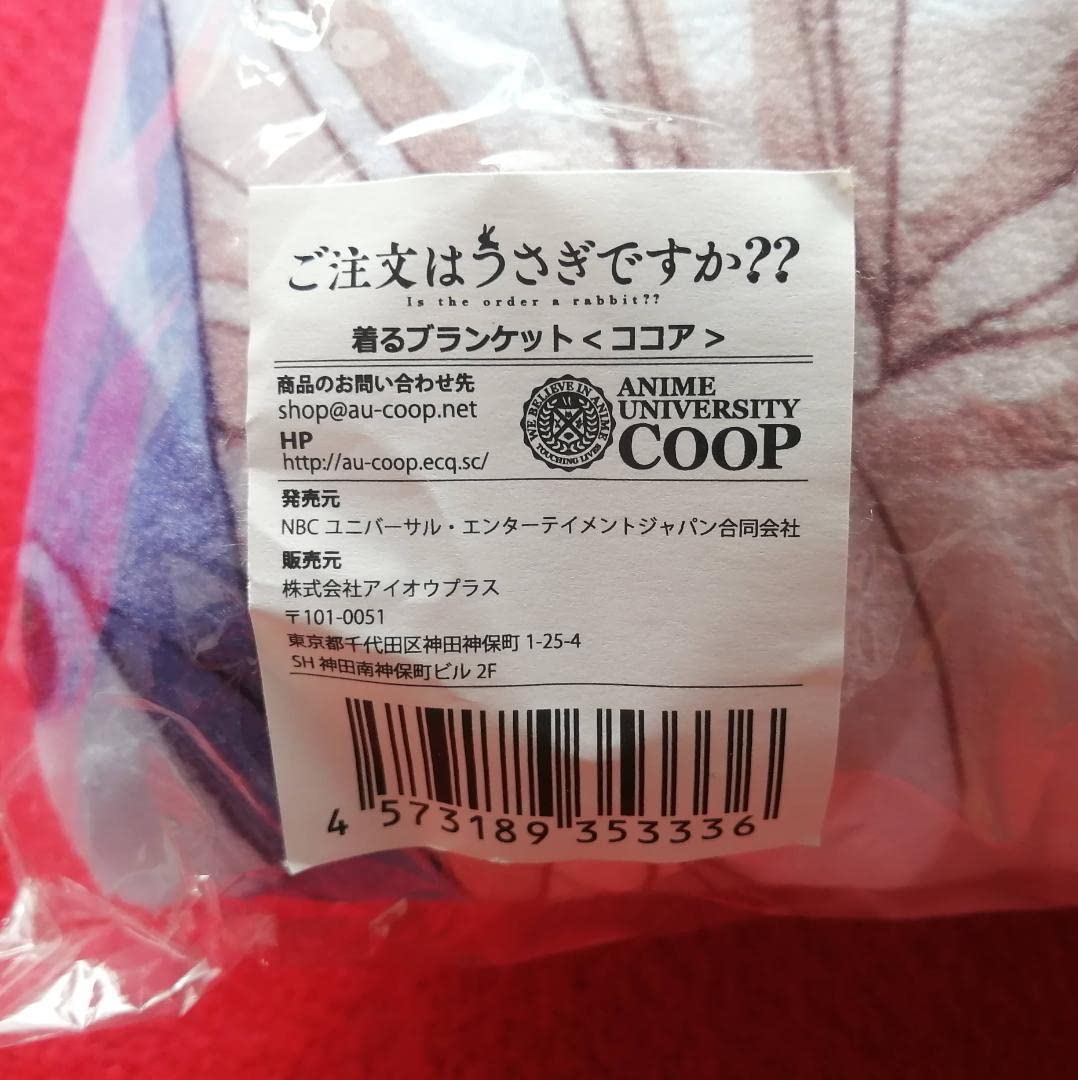 ご注文はうさぎですか??
Is the order a rabbit??
着るブランケット<ココア>
商品のお問い合わせ先
shop@au-coop.net
HP
http://au-coop.ecq.sc/
WE BELIEVE IN ANIME
TOUCHING LIVES
ANIME
UNIVERSITY
COOP
発売元
NBC ユニバーサル・エンターテイメントジャパン合同会社
販売元
株式会社アイオウプラス
〒101-0051
東京都千代田区神田神保町 1-25-4
SH 神田南神保町ビル 2F
4 573189 353336